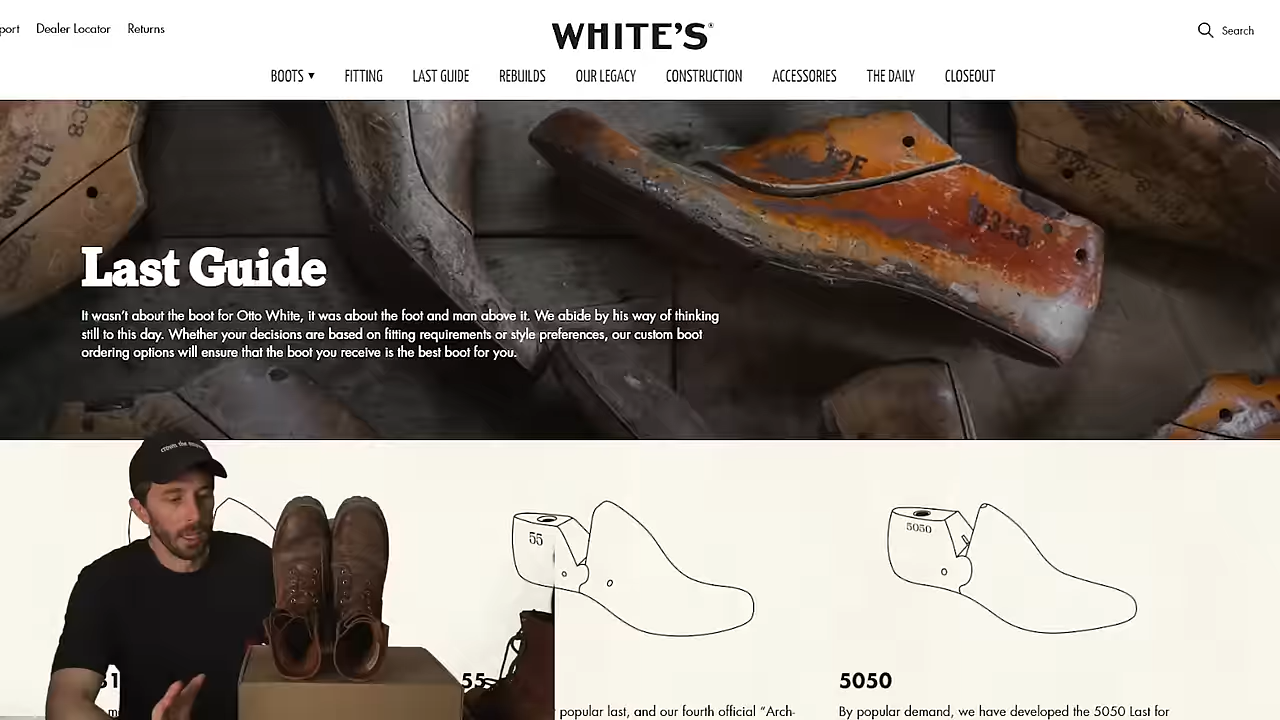 port Dealer Locator Returns
WHITE'S®
Search
BOOTS ▼ FITTING LAST GUIDE REBUILDS OUR LEGACY CONSTRUCTION ACCESSORIES THE DAILY CLOSEOUT
Last Guide
It wasn't about the boot for Otto White, it was about the foot and man above it. We abide by his way of thinking
still to this day. Whether your decisions are based on fitting requirements or style preferences, our custom boot
ordering options will ensure that the boot you receive is the best boot for you.
55
5050
55
5050
popular last, and our fourth official “Arch-
By popular demand, we have developed the 5050 Last for